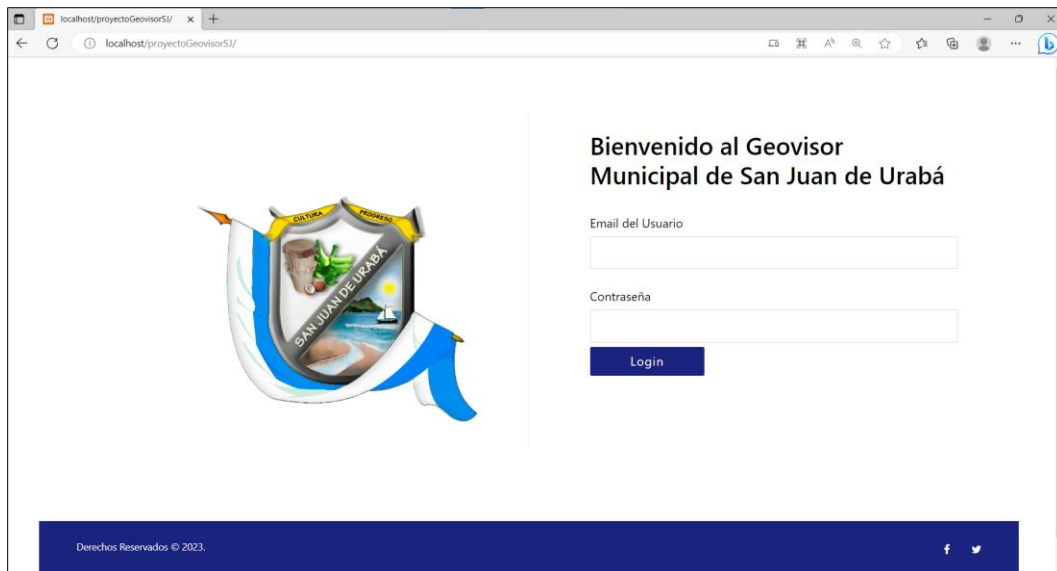 localhost/proyectoGeovisorSJ/
localhost/proyectoGeovisorSJ/
Bienvenido al Geovisor
Municipal de San Juan de Urabá
CULTURA
PROGRESO
SAN JUAN DE URABÁ
Email del Usuario
Contraseña
Login
Derechos Reservados © 2023.